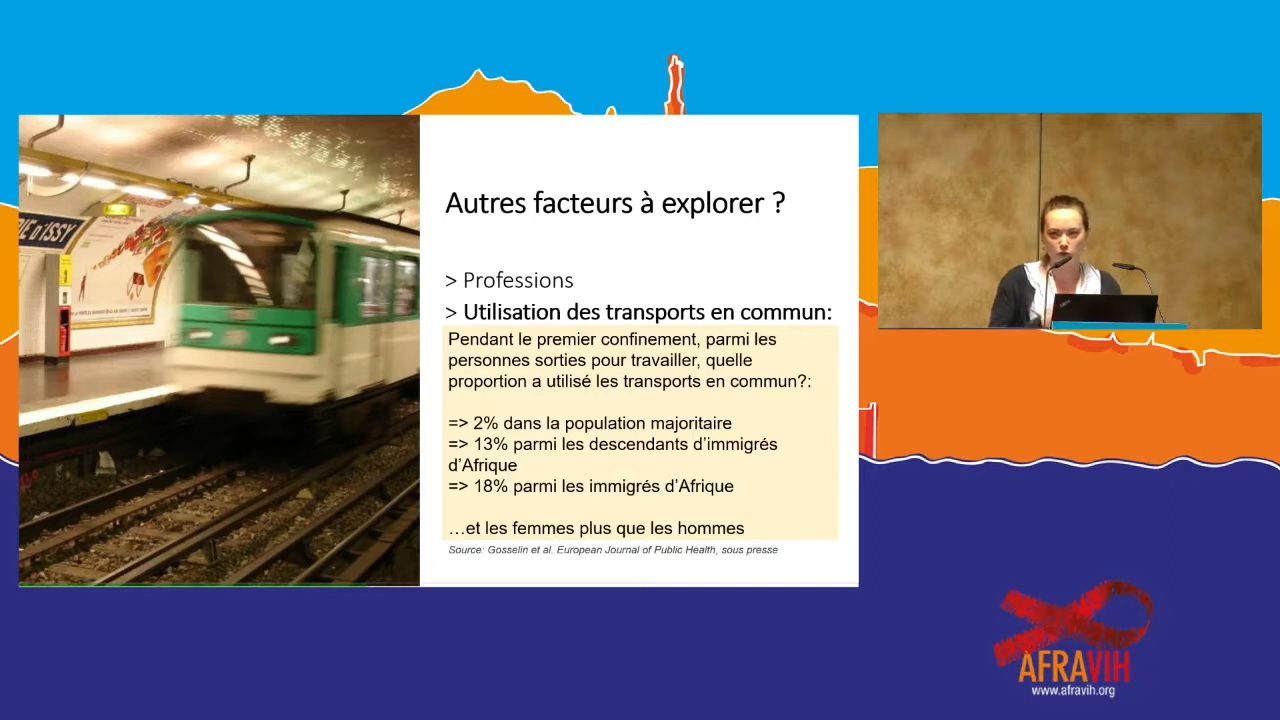 IE D'ISSY
Autres facteurs à explorer ?
> Professions
> Utilisation des transports en commun:
Pendant le premier confinement, parmi les
personnes sorties pour travailler, quelle
proportion a utilisé les transports en commun?:
=> 2% dans la population majoritaire
=> 13% parmi les descendants d’immigrés
d’Afrique
=> 18% parmi les immigrés d’Afrique
…et les femmes plus que les hommes
Source: Gosselin et al. European Journal of Public Health, sous presse
AFRAVIH
www.afravih.org